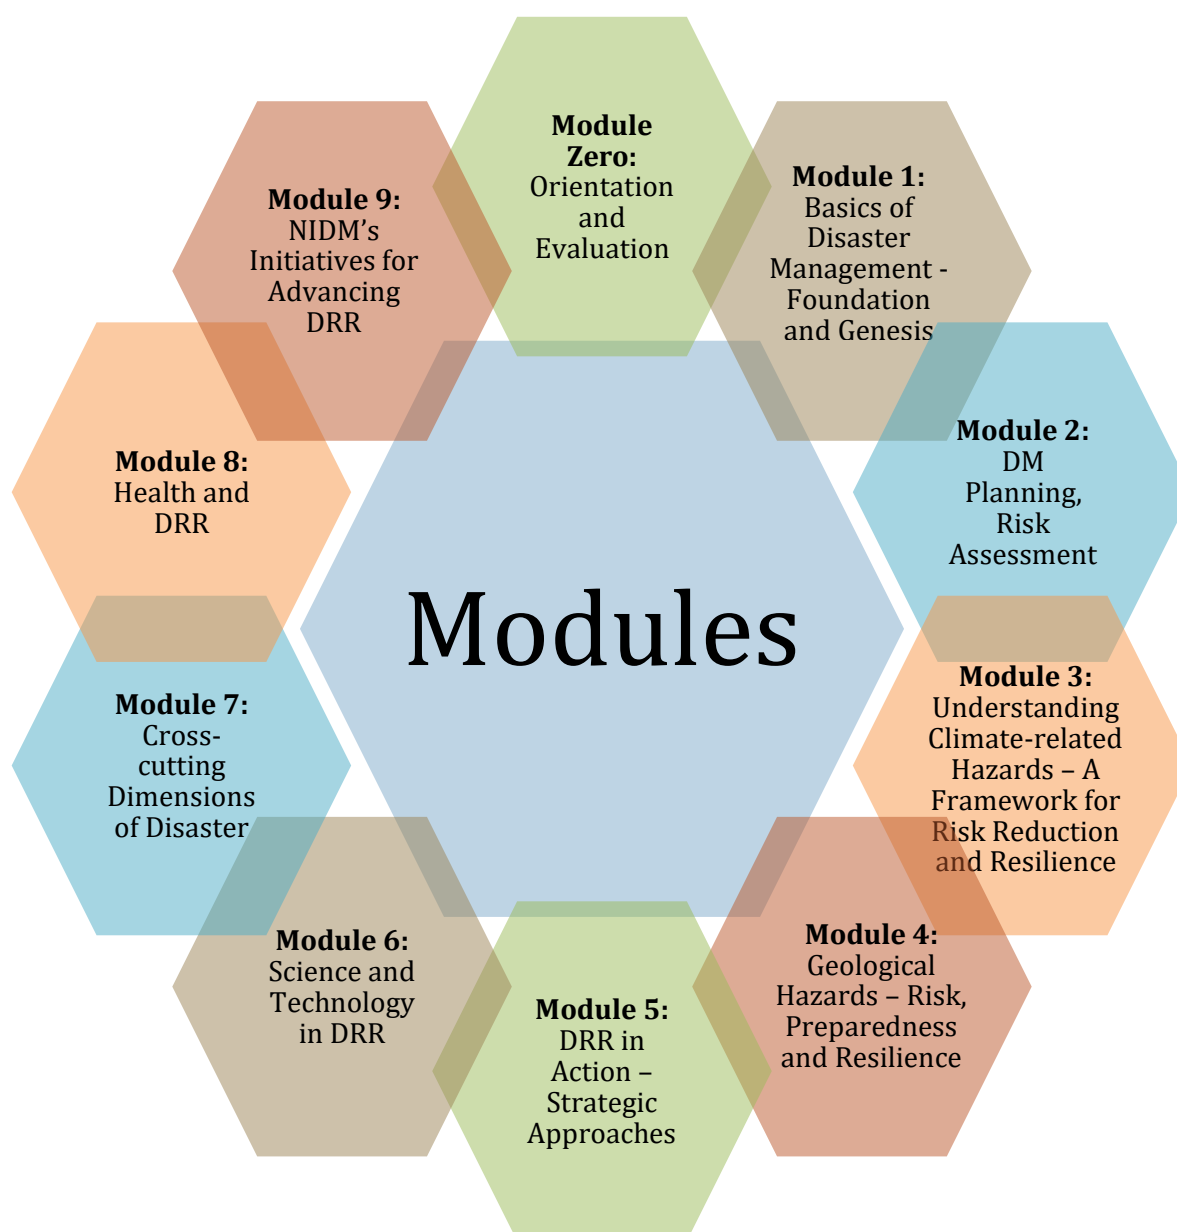 Module
Zero:
Orientation
and
Evaluation
Module 1:
Basics of
Disaster
Management -
Foundation
and Genesis
Module 2:
DM
Planning,
Risk
Assessment
Module 3:
Understanding
Climate-related
Hazards – A
Framework for
Risk Reduction
and Resilience
Module 4:
Geological
Hazards – Risk,
Preparedness
and Resilience
Module 5:
DRR in
Action –
Strategic
Approaches
Module 6:
Science and
Technology
in DRR
Module 7:
Cross-
cutting
Dimensions
of Disaster
Module 8:
Health and
DRR
Module 9:
NIDM’s
Initiatives for
Advancing
DRR
Modules